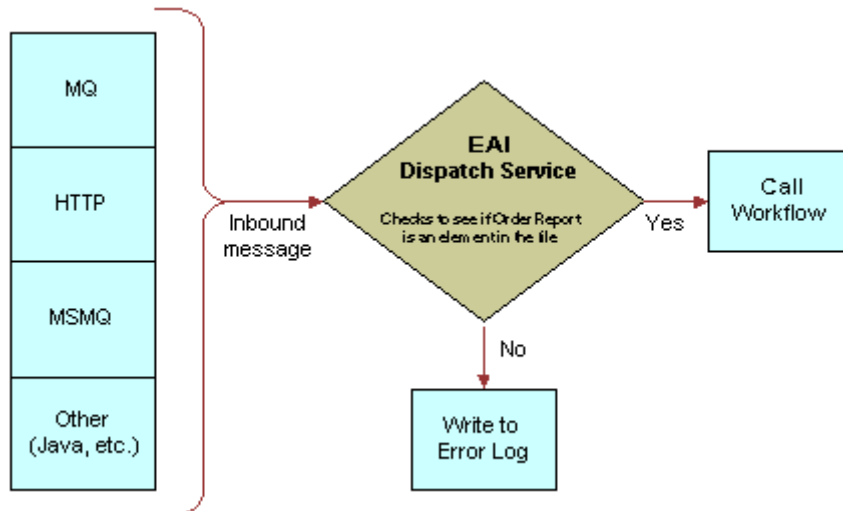 MQ
HTTP
MSMQ
Other
(Java, etc.)
Inbound
message
EAI
Dispatch Service
Checks to see if Order Report
is an element in the file
Yes
Call
Workflow
No
Write to
Error Log